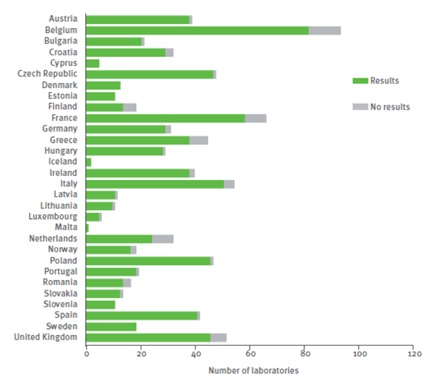 Austria
Belgium
Bulgaria
Croatia
Cyprus
Czech Republic
Denmark
Estonia
Finland
France
Germany
Greece
Hungary
Iceland
Ireland
Italy
Latvia
Lithuania
Luxembourg
Malta
Netherlands
Norway
Poland
Portugal
Romania
Slovakia
Slovenia
Spain
Sweden
United Kingdom
Results
No results
0 20 40 60 80 100 120
Number of laboratories